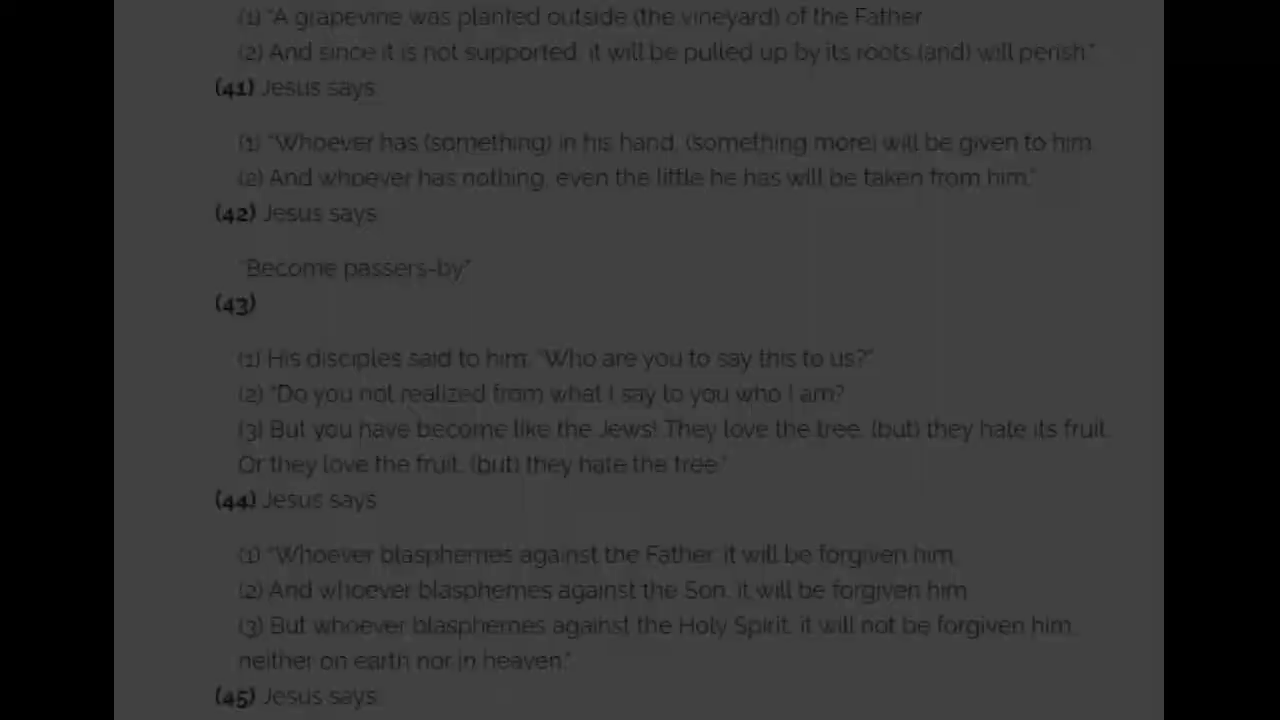 (1) "A grapevine was planted outside (the vineyard) of the Father.
(2) And since it is not supported, it will be pulled up by its roots (and) will perish."
(41) Jesus says:
(1) "Whoever has (something) in his hand, (something more) will be given to him.
(2) And whoever has nothing, even the little he has will be taken from him."
(42) Jesus says:
"Become passers-by."
(43)
(1) His disciples said to him: "Who are you to say this to us?"
(2) "Do you not realized from what I say to you who I am?
(3) But you have become like the Jews! They love the tree, (but) they hate its fruit.
Or they love the fruit, (but) they hate the tree."
(44) Jesus says:
(1) "Whoever blasphemes against the Father, it will be forgiven him.
(2) And whoever blasphemes against the Son, it will be forgiven him.
(3) But whoever blasphemes against the Holy Spirit, it will not be forgiven him,
neither on earth nor in heaven."
(45) Jesus says: